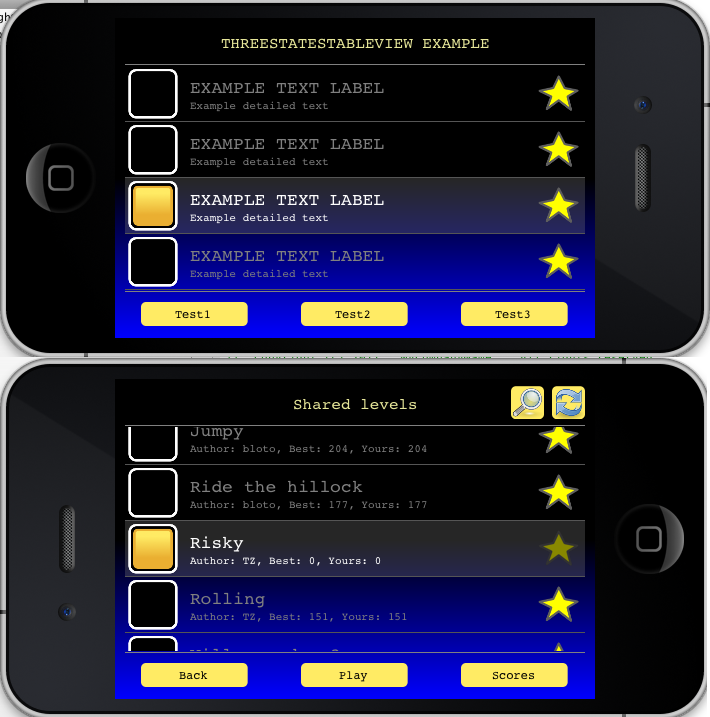 THREESTATESTABLEVIEW EXAMPLE
EXAMPLE TEXT LABEL
Example detailed text
EXAMPLE TEXT LABEL
Example detailed text
EXAMPLE TEXT LABEL
Example detailed text
EXAMPLE TEXT LABEL
Example detailed text
Test1 Test2 Test3
Shared levels
Jumpy
Author: bloto, Best: 204, Yours: 204
Ride the hillock
Author: bloto, Best: 177, Yours: 177
Risky
Author: TZ, Best: 0, Yours: 0
Rolling
Author: TZ, Best: 151, Yours: 151
Back Play Scores